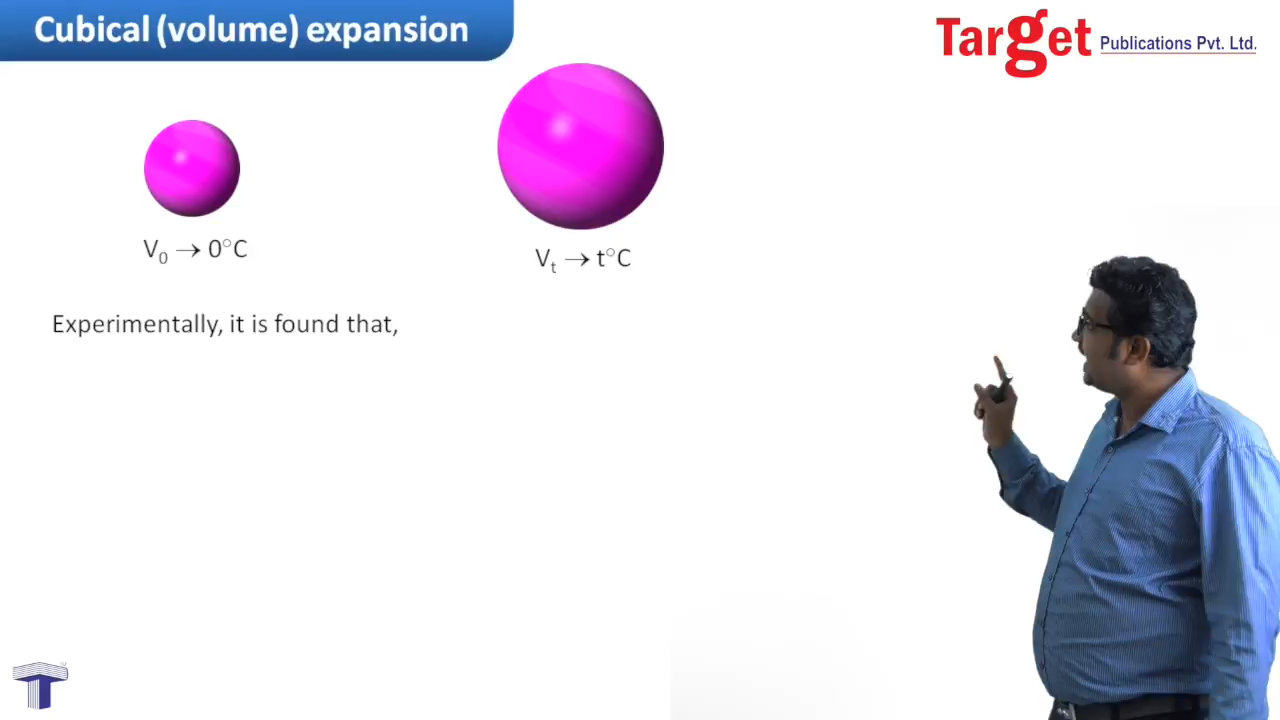 Cubical (volume) expansion
Target Publications Pvt. Ltd.
V₀ → 0°C
Vₜ → t°C
Experimentally, it is found that,